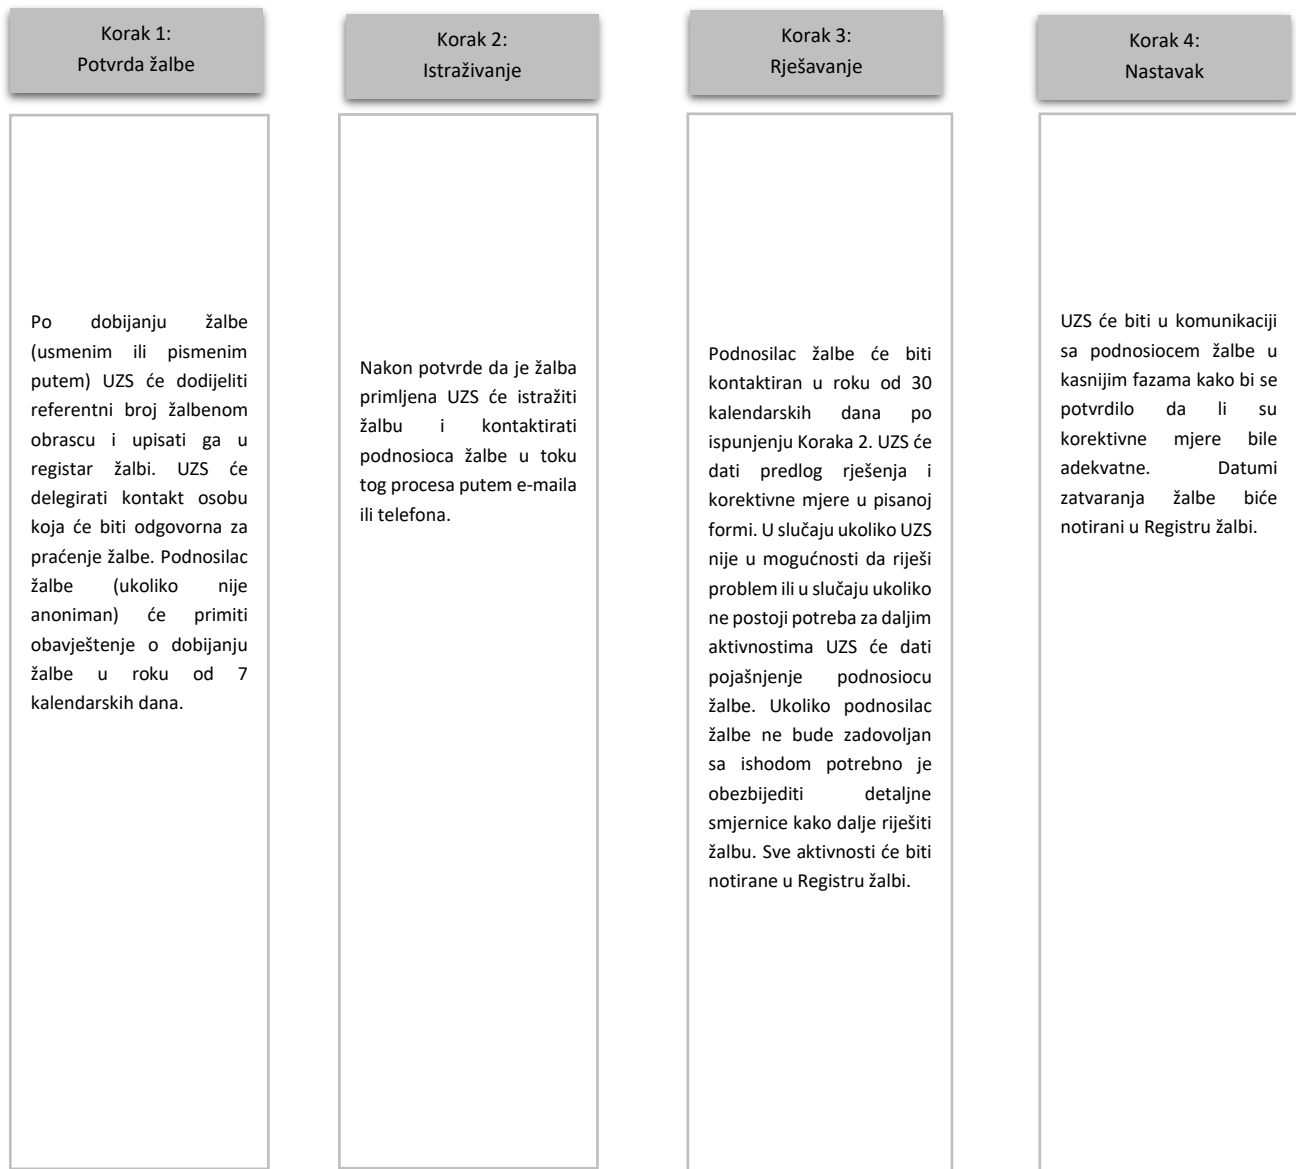 Korak 1:
Potvrda žalbe
Po dobijanju žalbe
(usmenim ili pismenim
putem) UZS će dodijeliti
referentni broj žalbenom
obrascu i upisati ga u
registar žalbi. UZS će
delegirati kontakt osobu
koja će biti odgovorna za
praćenje žalbe. Podnosilac
žalbe (ukoliko nije
anoniman) će primiti
obavještenje o dobijanju
žalbe u roku od 7
kalendarskih dana.
Korak 2:
Istraživanje
Nakon potvrde da je žalba
primljena UZS će istražiti
žalbu i kontaktirati
podnosioca žalbe u toku
tog procesa putem e-maila
ili telefona.
Korak 3:
Rješavanje
Podnosilac žalbe će biti
kontaktiran u roku od 30
kalendarskih dana po
ispunjenju Koraka 2. UZS će
dati predlog rješenja i
korektivne mjere u pisanoj
formi. U slučaju ukoliko UZS
nije u mogućnosti da riješi
problem ili u slučaju ukoliko
ne postoji potreba za daljim
aktivnostima UZS će dati
pojašnjenje podnosiocu
žalbe. Ukoliko podnosilac
žalbe ne bude zadovoljan
sa ishodom potrebno je
obezbijediti detaljne
smjernice kako dalje riješiti
žalbu. Sve aktivnosti će biti
notirane u Registru žalbi.
Korak 4:
Nastavak
UZS će biti u komunikaciji
sa podnosiocem žalbe u
kasnijim fazama kako bi se
potvrdilo da li su
korektivne mjere bile
adekvatne. Datumi
zatvaranja žalbe biće
notirani u Registru žalbi.